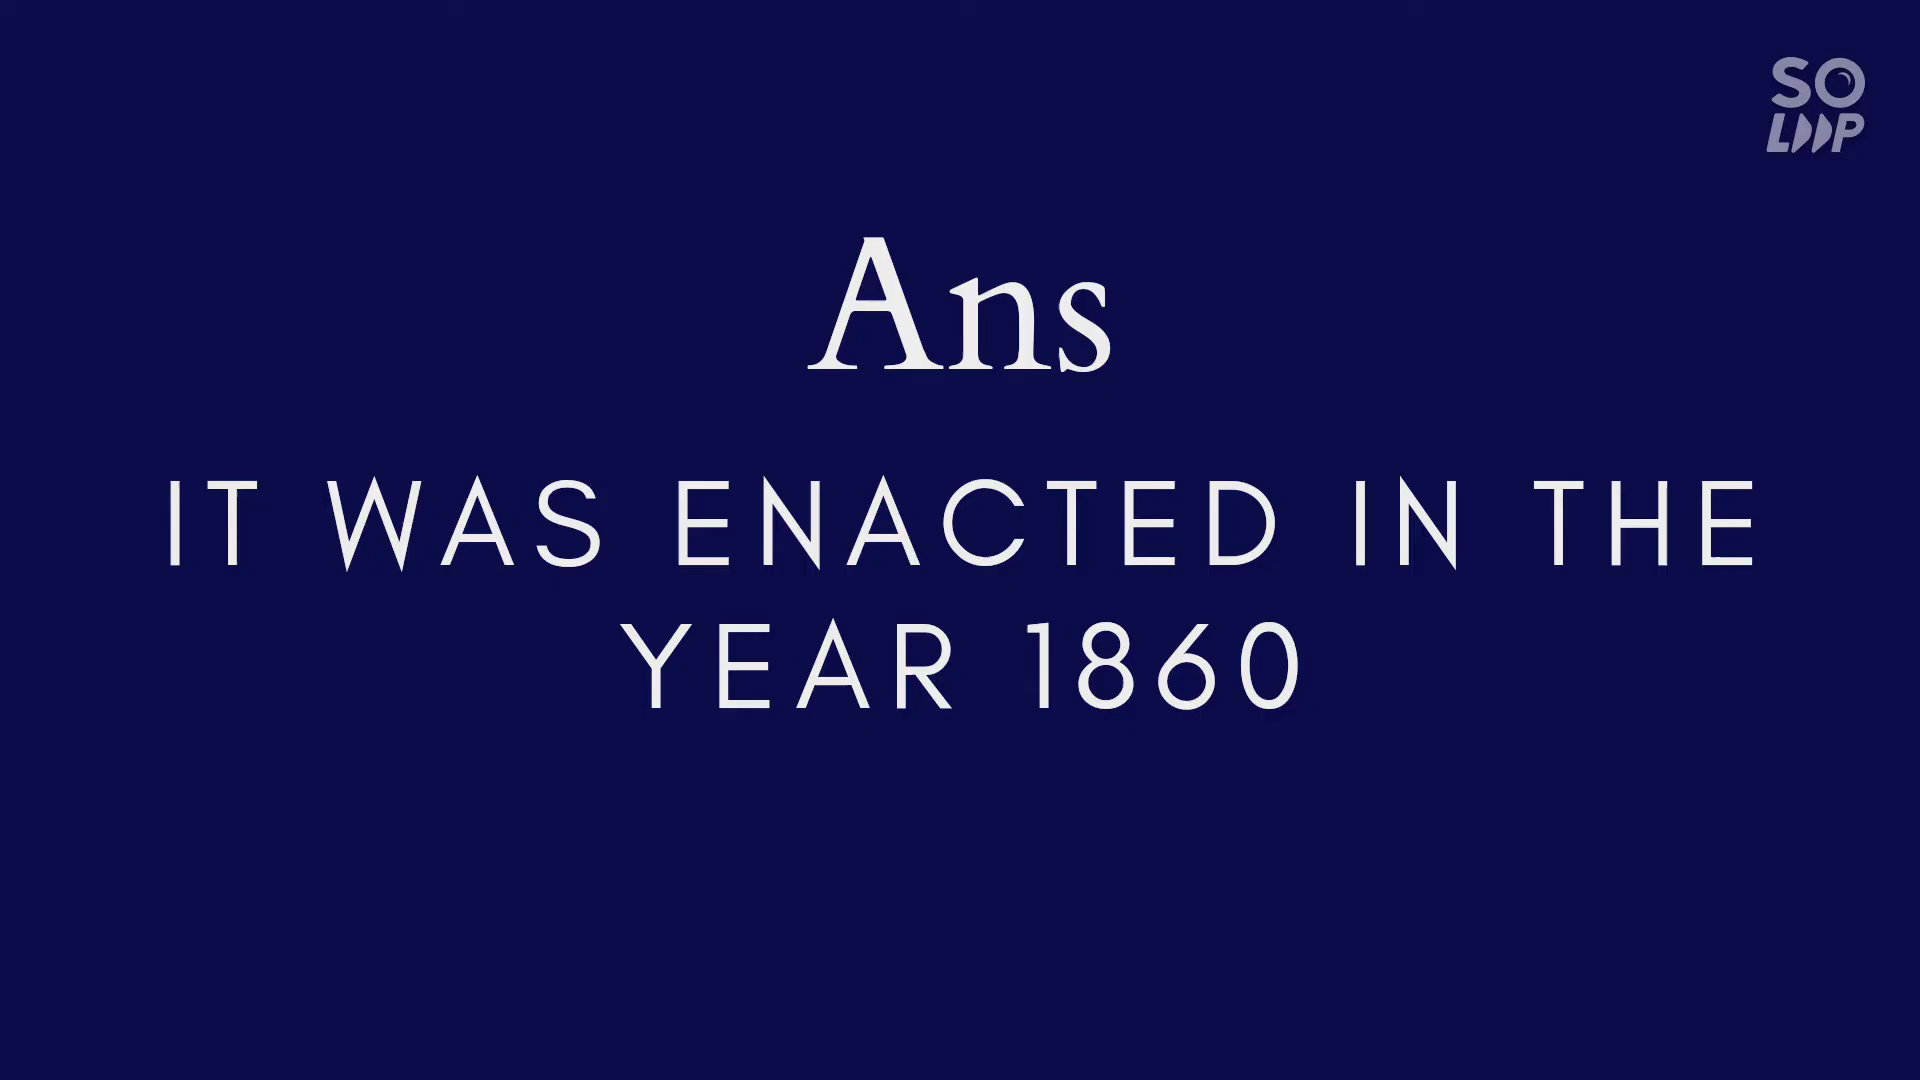 SO
LOOP
Ans
IT WAS ENACTED IN THE
YEAR 1860